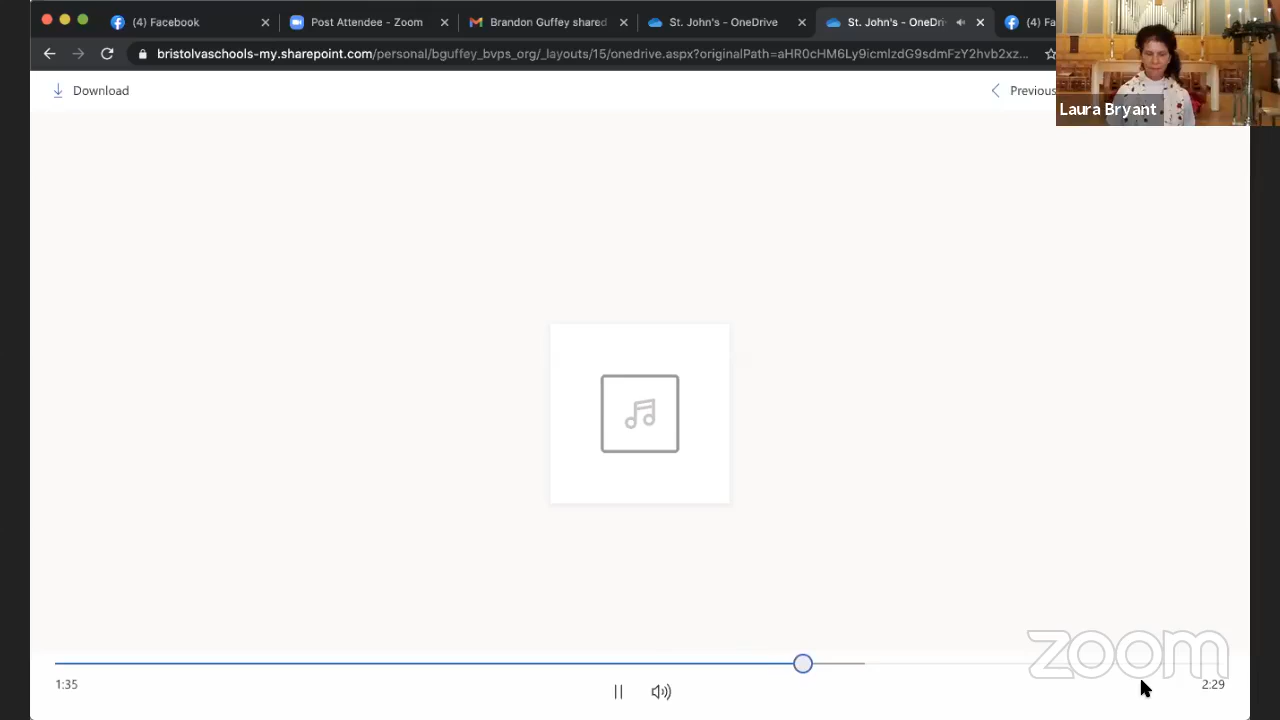 (4) Facebook
Post Attendee - Zoom
Brandon Guffey shared
St. John's - OneDrive
St. John's - OneDri
(4) Fa
bristolvaschools-my.sharepoint.com/personal/bguffey_bvps_org/_layouts/15/onedrive.aspx?originalPath=aHR0cHM6Ly9icmlzdG9sdmFzY2hvb2xz...
Download
Previous
Laura Bryant
zoom
1:35
2:29